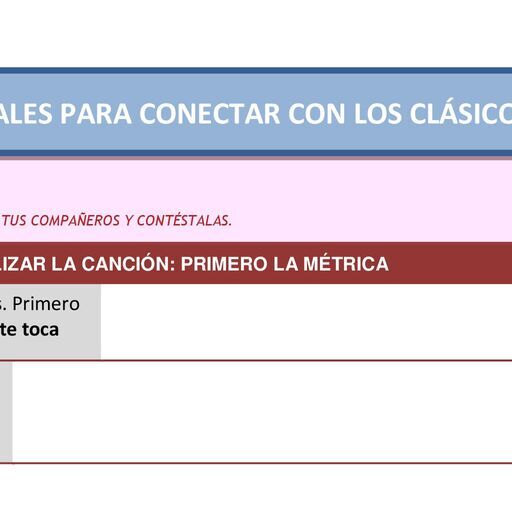 ALES PARA CONECTAR CON LOS CLÁSICO
TUS COMPAÑEROS Y CONTÉSTALAS.
LIZAR LA CANCIÓN: PRIMERO LA MÉTRICA
s. Primero
te toca